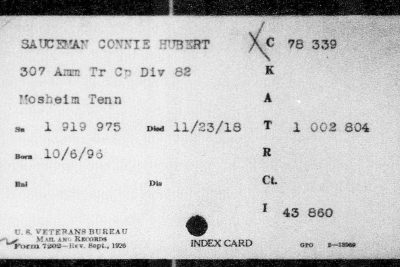 SAUCEMAN CONNIE HUBERT X C 78 339
307 Amm Tr Cp Div 82 K
Mosheim Tenn A
Sn 1 919 975 Died 11/23/18 T 1 002 804
Born 10/6/96 R
Enl Dis Ct.
I 43 860
U. S. VETERANS BUREAU
MAIL AND RECORDS
Form 7202—Rev. Sept., 1926
INDEX CARD
GPO